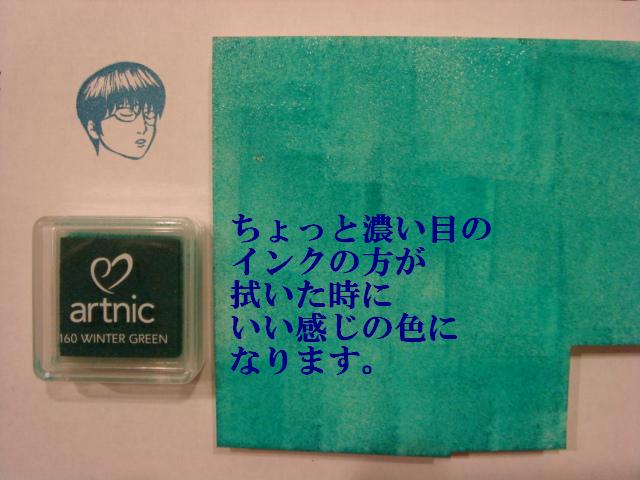 artnic
160 WINTER GREEN
ちょっと濃い目の
インクの方が
拭いた時に
いい感じの色に
なります。